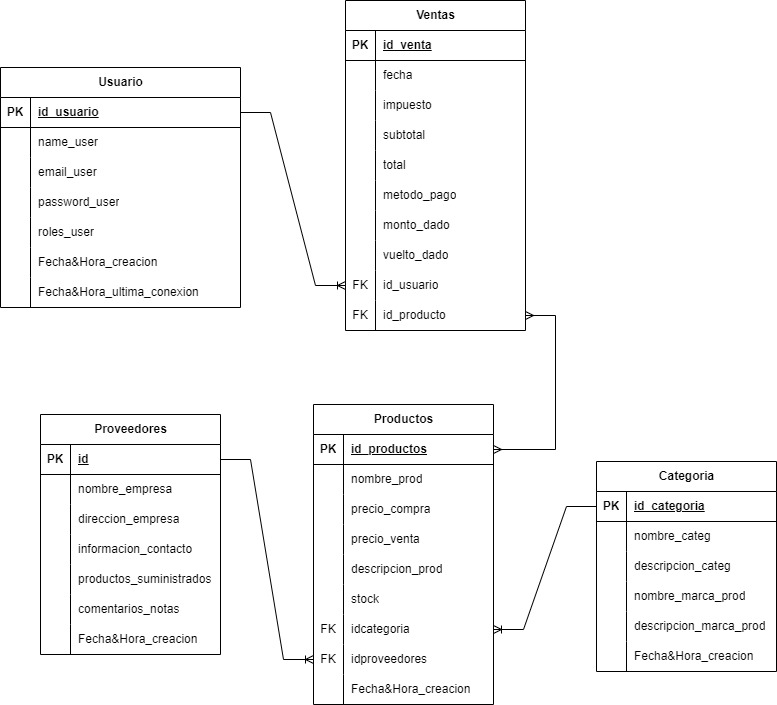 Ventas
PK id_venta
fecha
impuesto
subtotal
total
metodo_pago
monto_dado
vuelto_dado
FK id_usuario
FK id_producto
Usuario
PK id_usuario
name_user
email_user
password_user
roles_user
Fecha&Hora_creacion
Fecha&Hora_ultima_conexion
Proveedores
PK id
nombre_empresa
direccion_empresa
informacion_contacto
productos_suministrados
comentarios_notas
Fecha&Hora_creacion
Productos
PK id_productos
nombre_prod
precio_compra
precio_venta
descripcion_prod
stock
FK idcategoria
FK idproveedores
Fecha&Hora_creacion
Categoria
PK id_categoria
nombre_categ
descripcion_categ
nombre_marca_prod
descripcion_marca_prod
Fecha&Hora_creacion